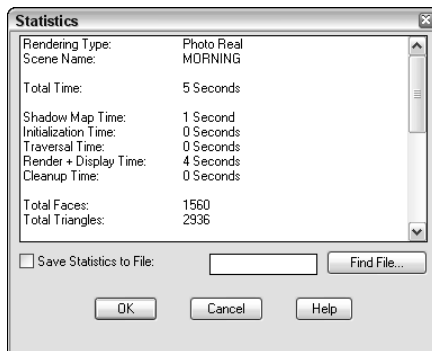 Statistics
Rendering Type: Photo Real
Scene Name: MORNING
Total Time: 5 Seconds
Shadow Map Time: 1 Second
Initialization Time: 0 Seconds
Traversal Time: 0 Seconds
Render + Display Time: 4 Seconds
Cleanup Time: 0 Seconds
Total Faces: 1560
Total Triangles: 2936
Save Statistics to File: Find File...
OK Cancel Help